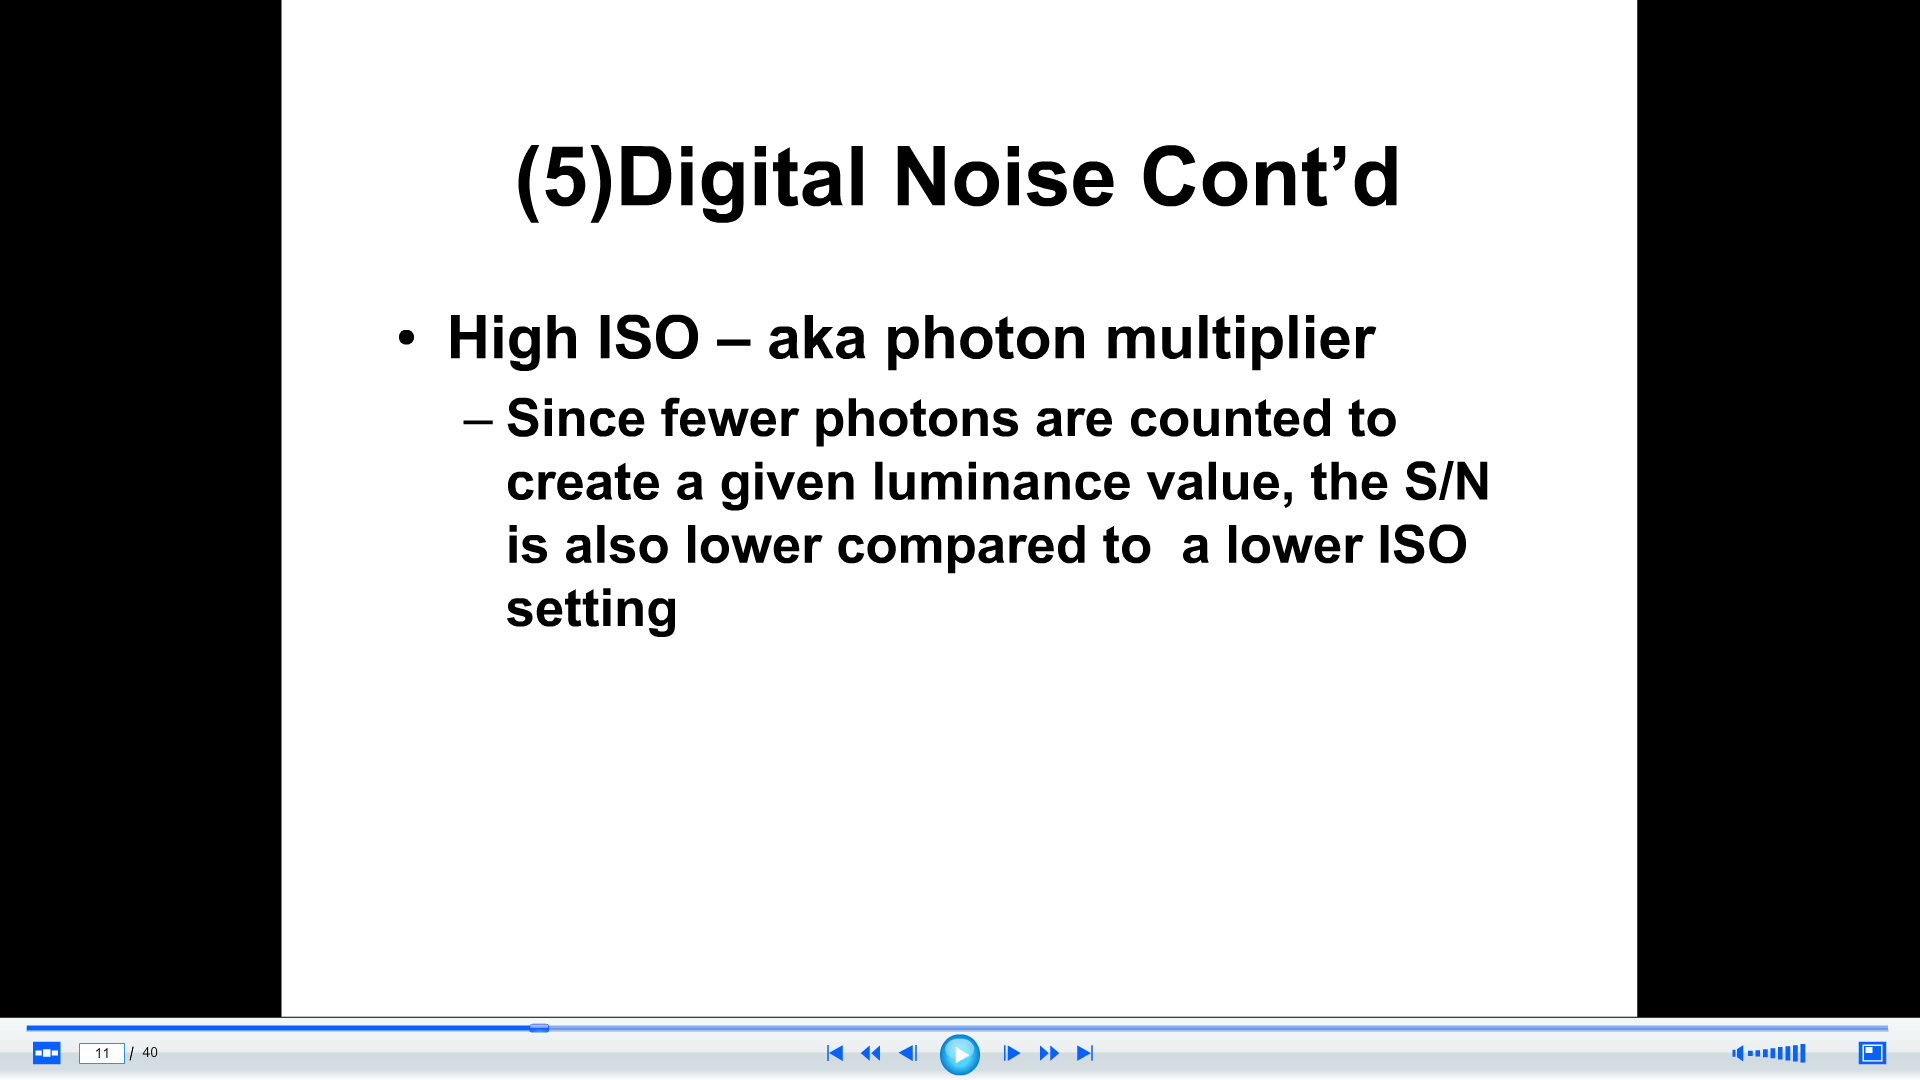 (5)Digital Noise Cont’d
• High ISO – aka photon multiplier
– Since fewer photons are counted to
create a given luminance value, the S/N
is also lower compared to  a lower ISO
setting
11 / 40